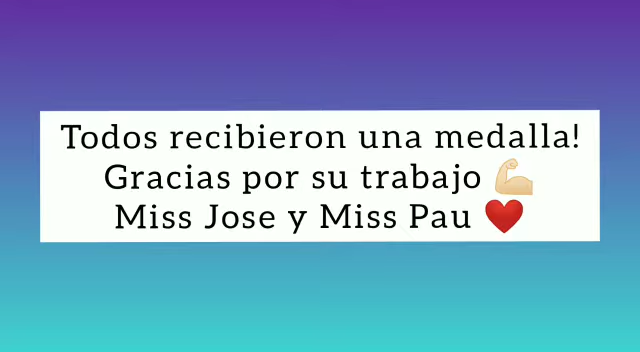 Todos recibieron una medalla!
Gracias por su trabajo 💪🏻
Miss Jose y Miss Pau ❤️